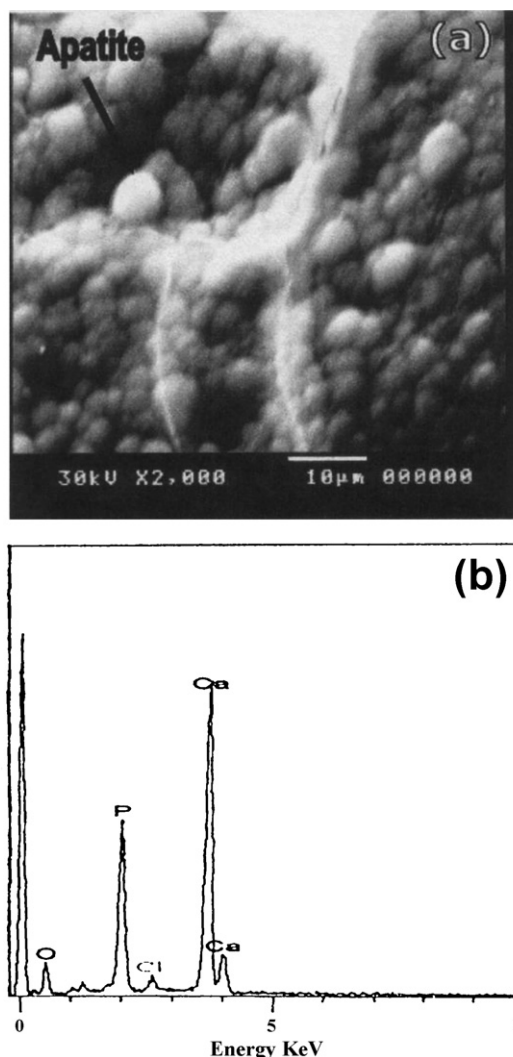 Apatite
(a)
30kV X2,000 10µm 000000
(b)
Ca
P
Ca
O
Cl
0 5
Energy KeV